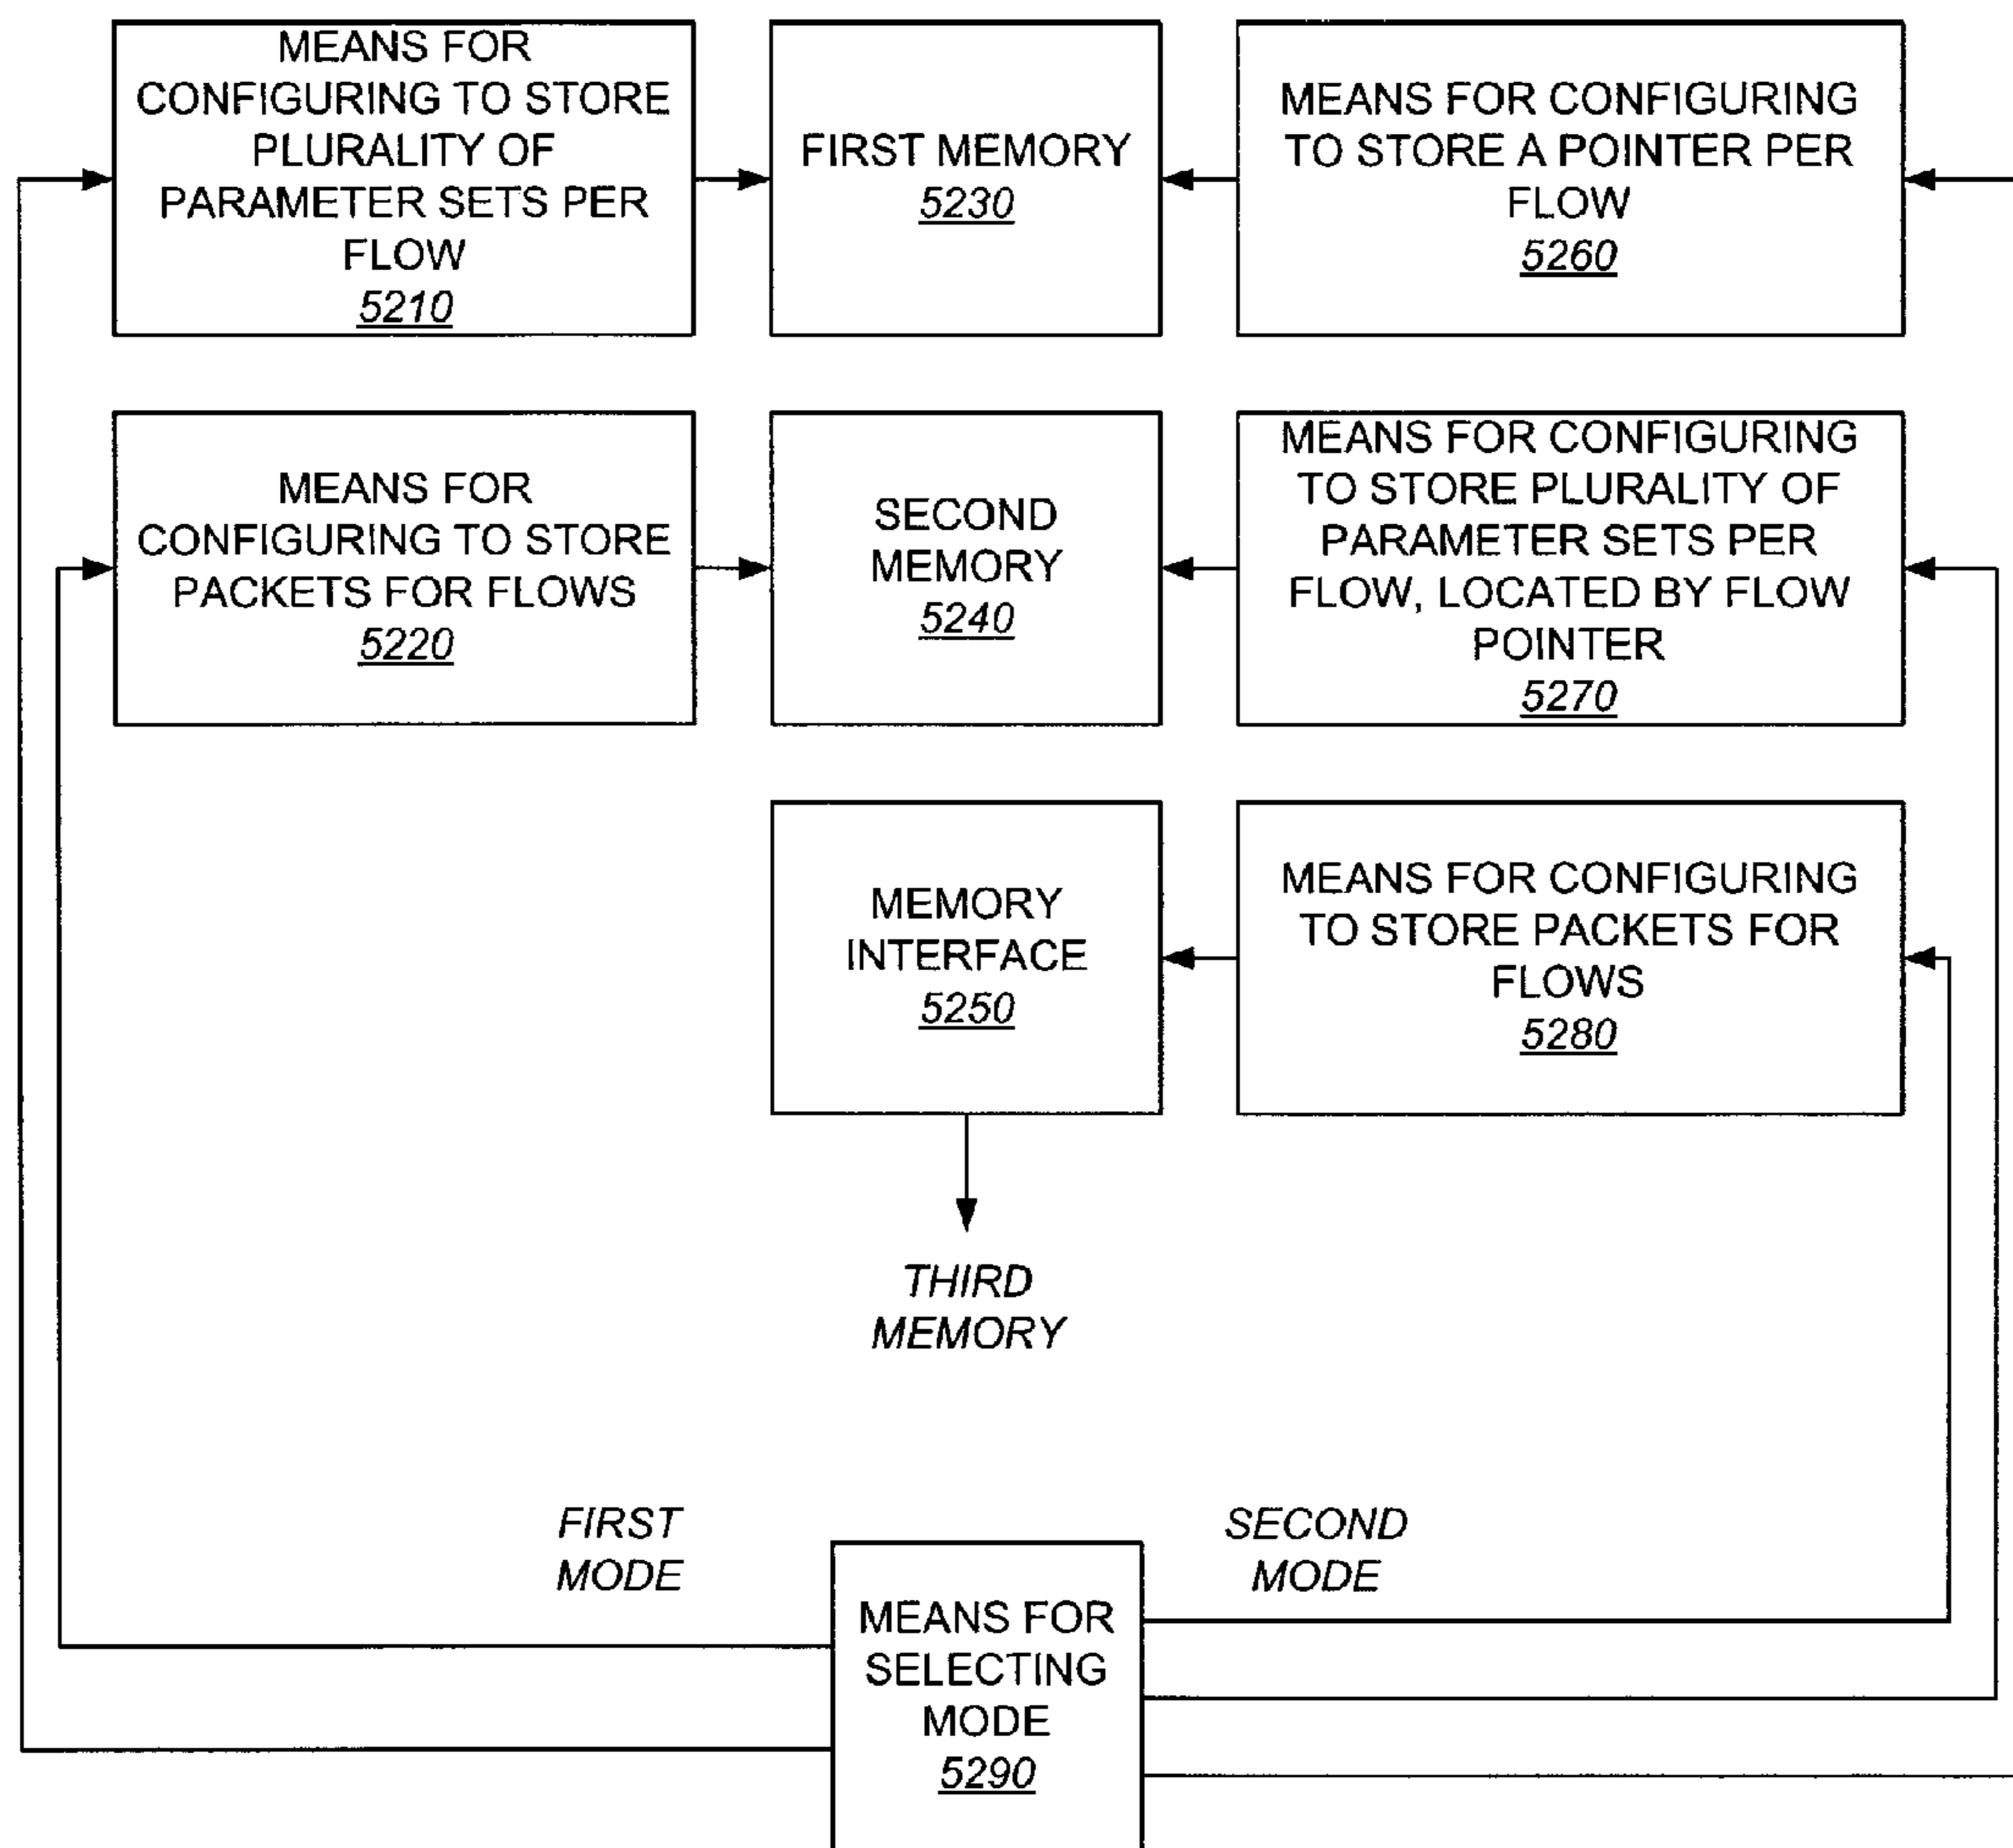 MEANS FOR
CONFIGURING TO STORE
PLURALITY OF
PARAMETER SETS PER
FLOW
5210
FIRST MEMORY
5230
MEANS FOR CONFIGURING
TO STORE A POINTER PER
FLOW
5260
MEANS FOR
CONFIGURING TO STORE
PACKETS FOR FLOWS
5220
SECOND
MEMORY
5240
MEANS FOR CONFIGURING
TO STORE PLURALITY OF
PARAMETER SETS PER
FLOW, LOCATED BY FLOW
POINTER
5270
MEMORY
INTERFACE
5250
MEANS FOR CONFIGURING
TO STORE PACKETS FOR
FLOWS
5280
THIRD
MEMORY
FIRST
MODE
SECOND
MODE
MEANS FOR
SELECTING
MODE
5290